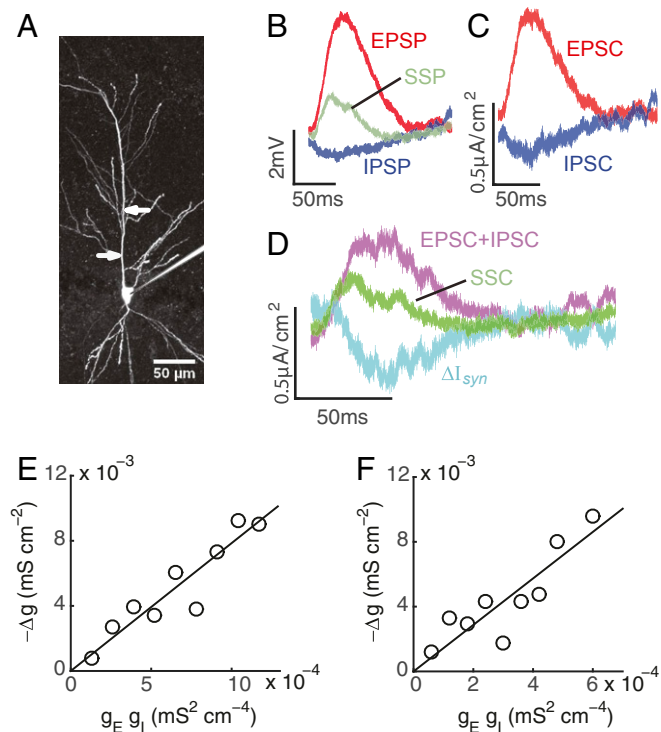 A
50 µm
B
EPSP
SSP
IPSP
2mV
50ms
C
EPSC
IPSC
0.5µA/cm²
50ms
D
EPSC+IPSC
SSC
ΔI_syn
0.5µA/cm²
50ms
E
12
x 10⁻³
8
4
0
0
5
10
x 10⁻⁴
−Δg (mS cm⁻²)
g_E g_I (mS² cm⁻⁴)
F
12
x 10⁻³
8
4
0
0
2
4
6
x 10⁻⁴
−Δg (mS cm⁻²)
g_E g_I (mS² cm⁻⁴)